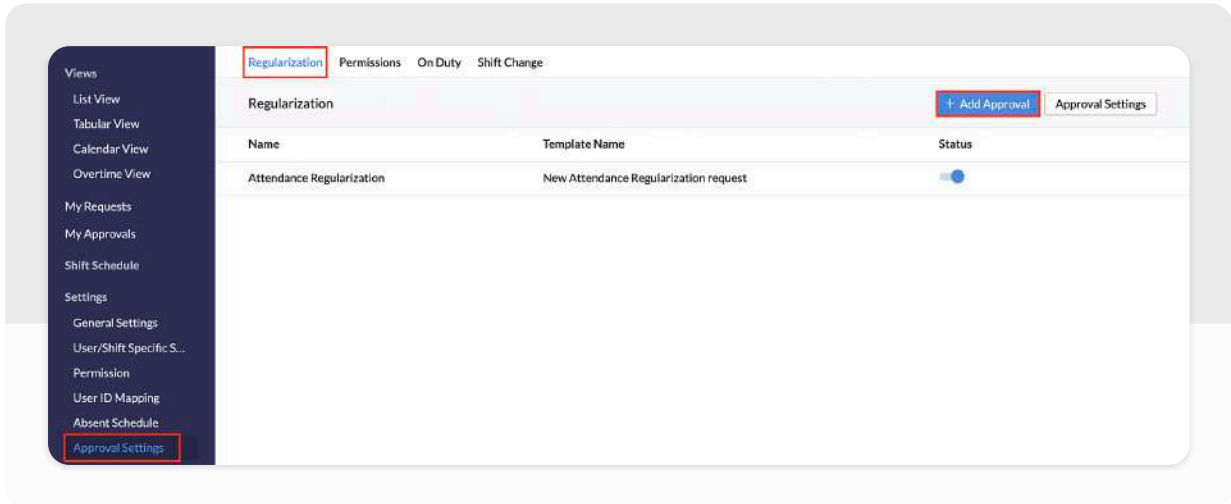 Views
List View
Tabular View
Calendar View
Overtime View
My Requests
My Approvals
Shift Schedule
Settings
General Settings
User/Shift Specific S...
Permission
User ID Mapping
Absent Schedule
Approval Settings
Regularization Permissions On Duty Shift Change
Regularization + Add Approval Approval Settings
Name Template Name Status
Attendance Regularization New Attendance Regularization request